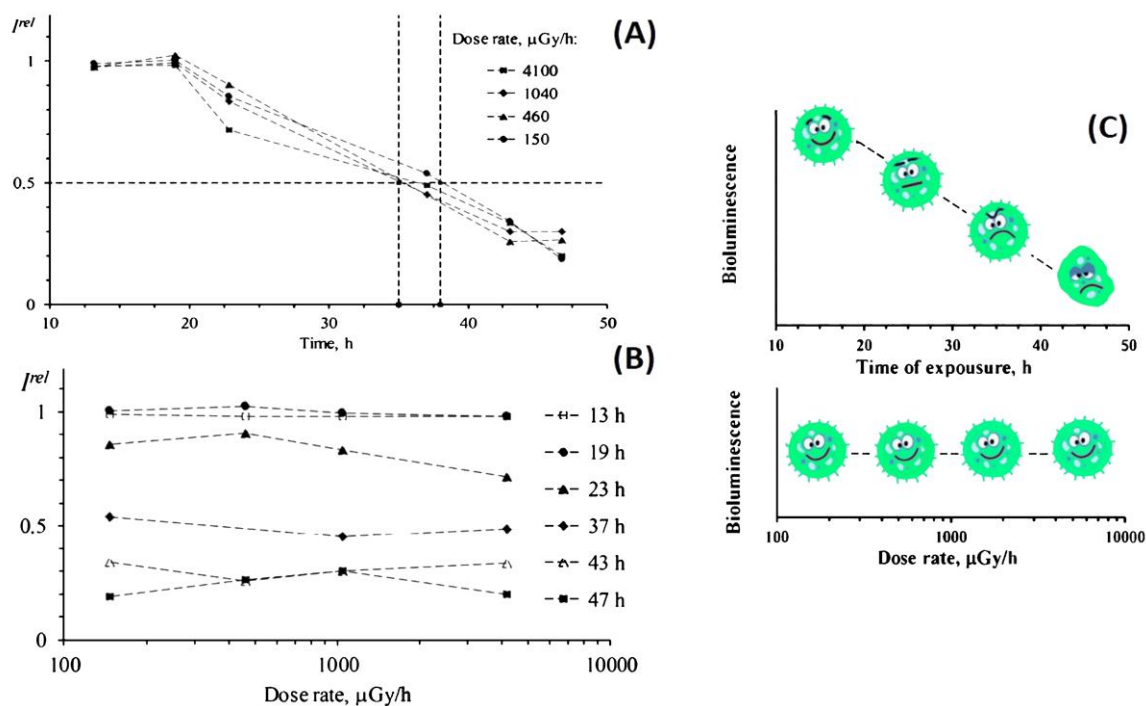 I^rel
(A)
Dose rate, µGy/h:
4100
1040
460
150
1
0.5
0
10 20 30 40 50
Time, h
(B)
I^rel
1
0.5
0
13 h
19 h
23 h
37 h
43 h
47 h
100 1000 10000
Dose rate, µGy/h
(C)
Bioluminescence
10 20 30 40 50
Time of expousure, h
Bioluminescence
100 1000 10000
Dose rate, µGy/h